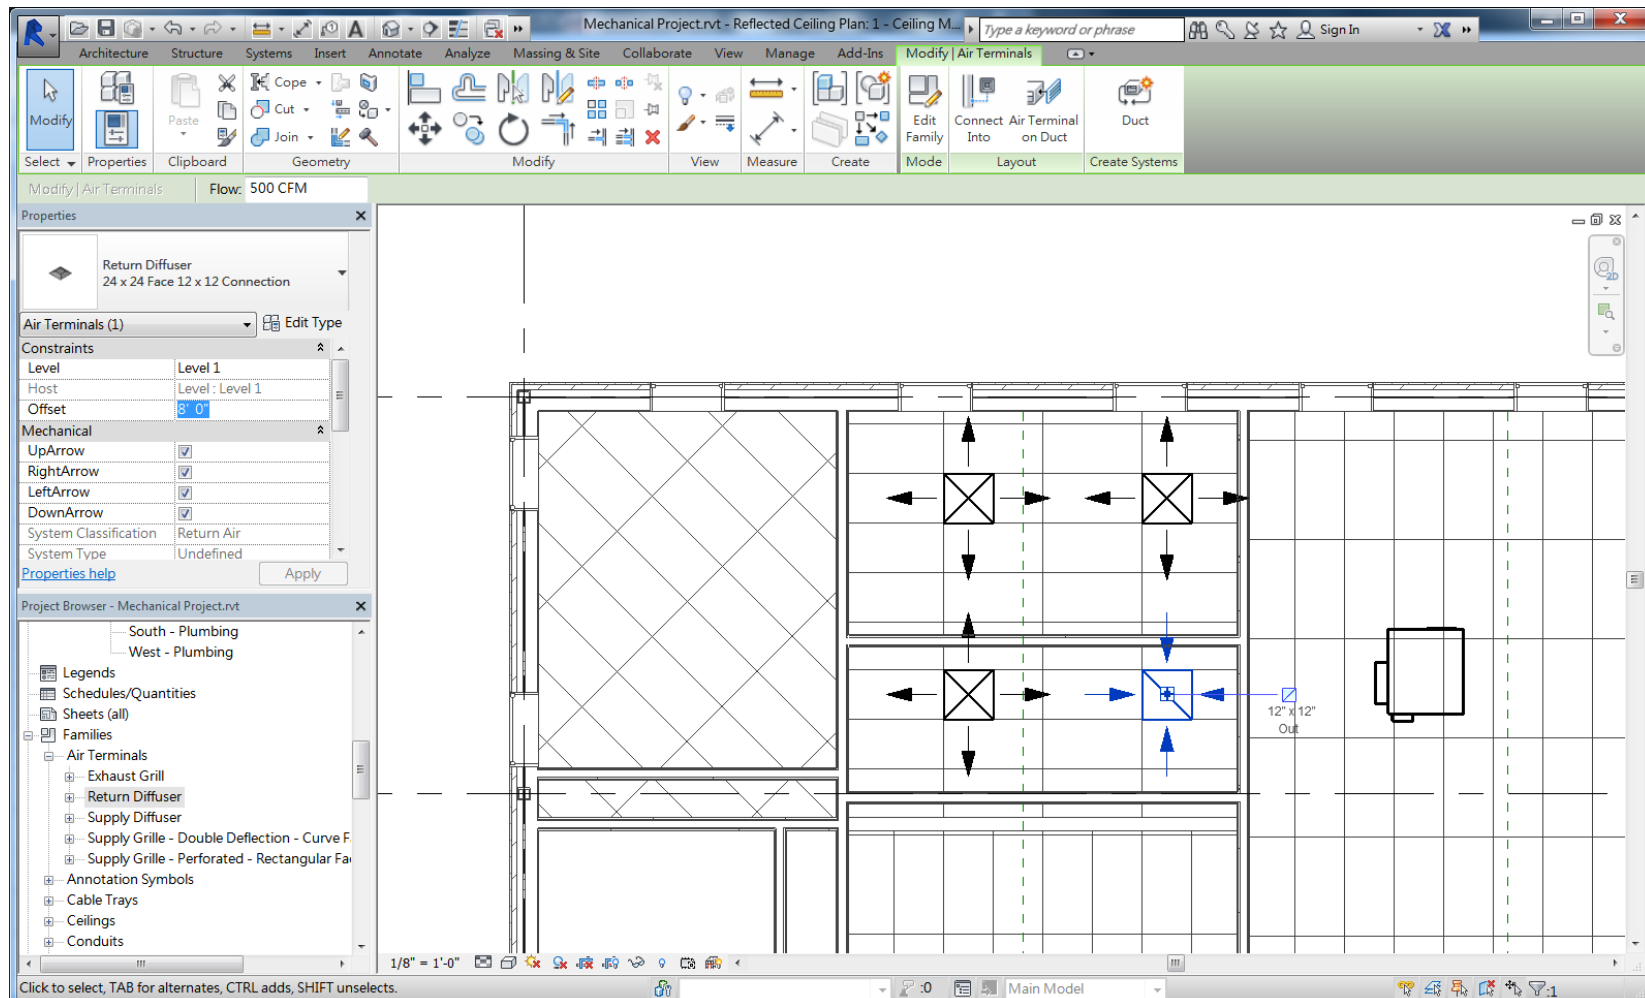 Mechanical Project.rvt - Reflected Ceiling Plan: 1 - Ceiling M...
Type a keyword or phrase
Sign In
Architecture Structure Systems Insert Annotate Analyze Massing & Site Collaborate View Manage Add-Ins Modify | Air Terminals
Modify
Paste
Cope
Cut
Join
Edit Family
Connect Into
Air Terminal on Duct
Duct
Select Properties Clipboard Geometry Modify View Measure Create Mode Layout Create Systems
Modify | Air Terminals Flow: 500 CFM
Properties
Return Diffuser
24 x 24 Face 12 x 12 Connection
Air Terminals (1) Edit Type
Constraints
Level Level 1
Host Level : Level 1
Offset 8' 0"
Mechanical
UpArrow
RightArrow
LeftArrow
DownArrow
System Classification Return Air
System Type Undefined
Properties help Apply
Project Browser - Mechanical Project.rvt
South - Plumbing
West - Plumbing
Legends
Schedules/Quantities
Sheets (all)
Families
Air Terminals
Exhaust Grill
Return Diffuser
Supply Diffuser
Supply Grille - Double Deflection - Curve F
Supply Grille - Perforated - Rectangular Fa
Annotation Symbols
Cable Trays
Ceilings
Conduits
2D
12" x 12"
Out
1/8" = 1'-0"
Click to select, TAB for alternates, CTRL adds, SHIFT unselects.
:0
Main Model
:1